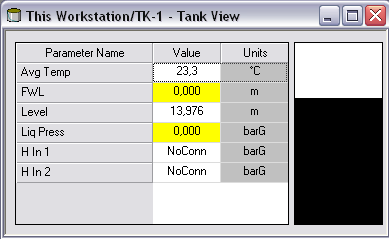 This Workstation/TK-1 - Tank View
Parameter Name Value Units
Avg Temp 23,3 °C
FWL 0,000 m
Level 13,976 m
Liq Press 0,000 barG
H In 1 NoConn barG
H In 2 NoConn barG